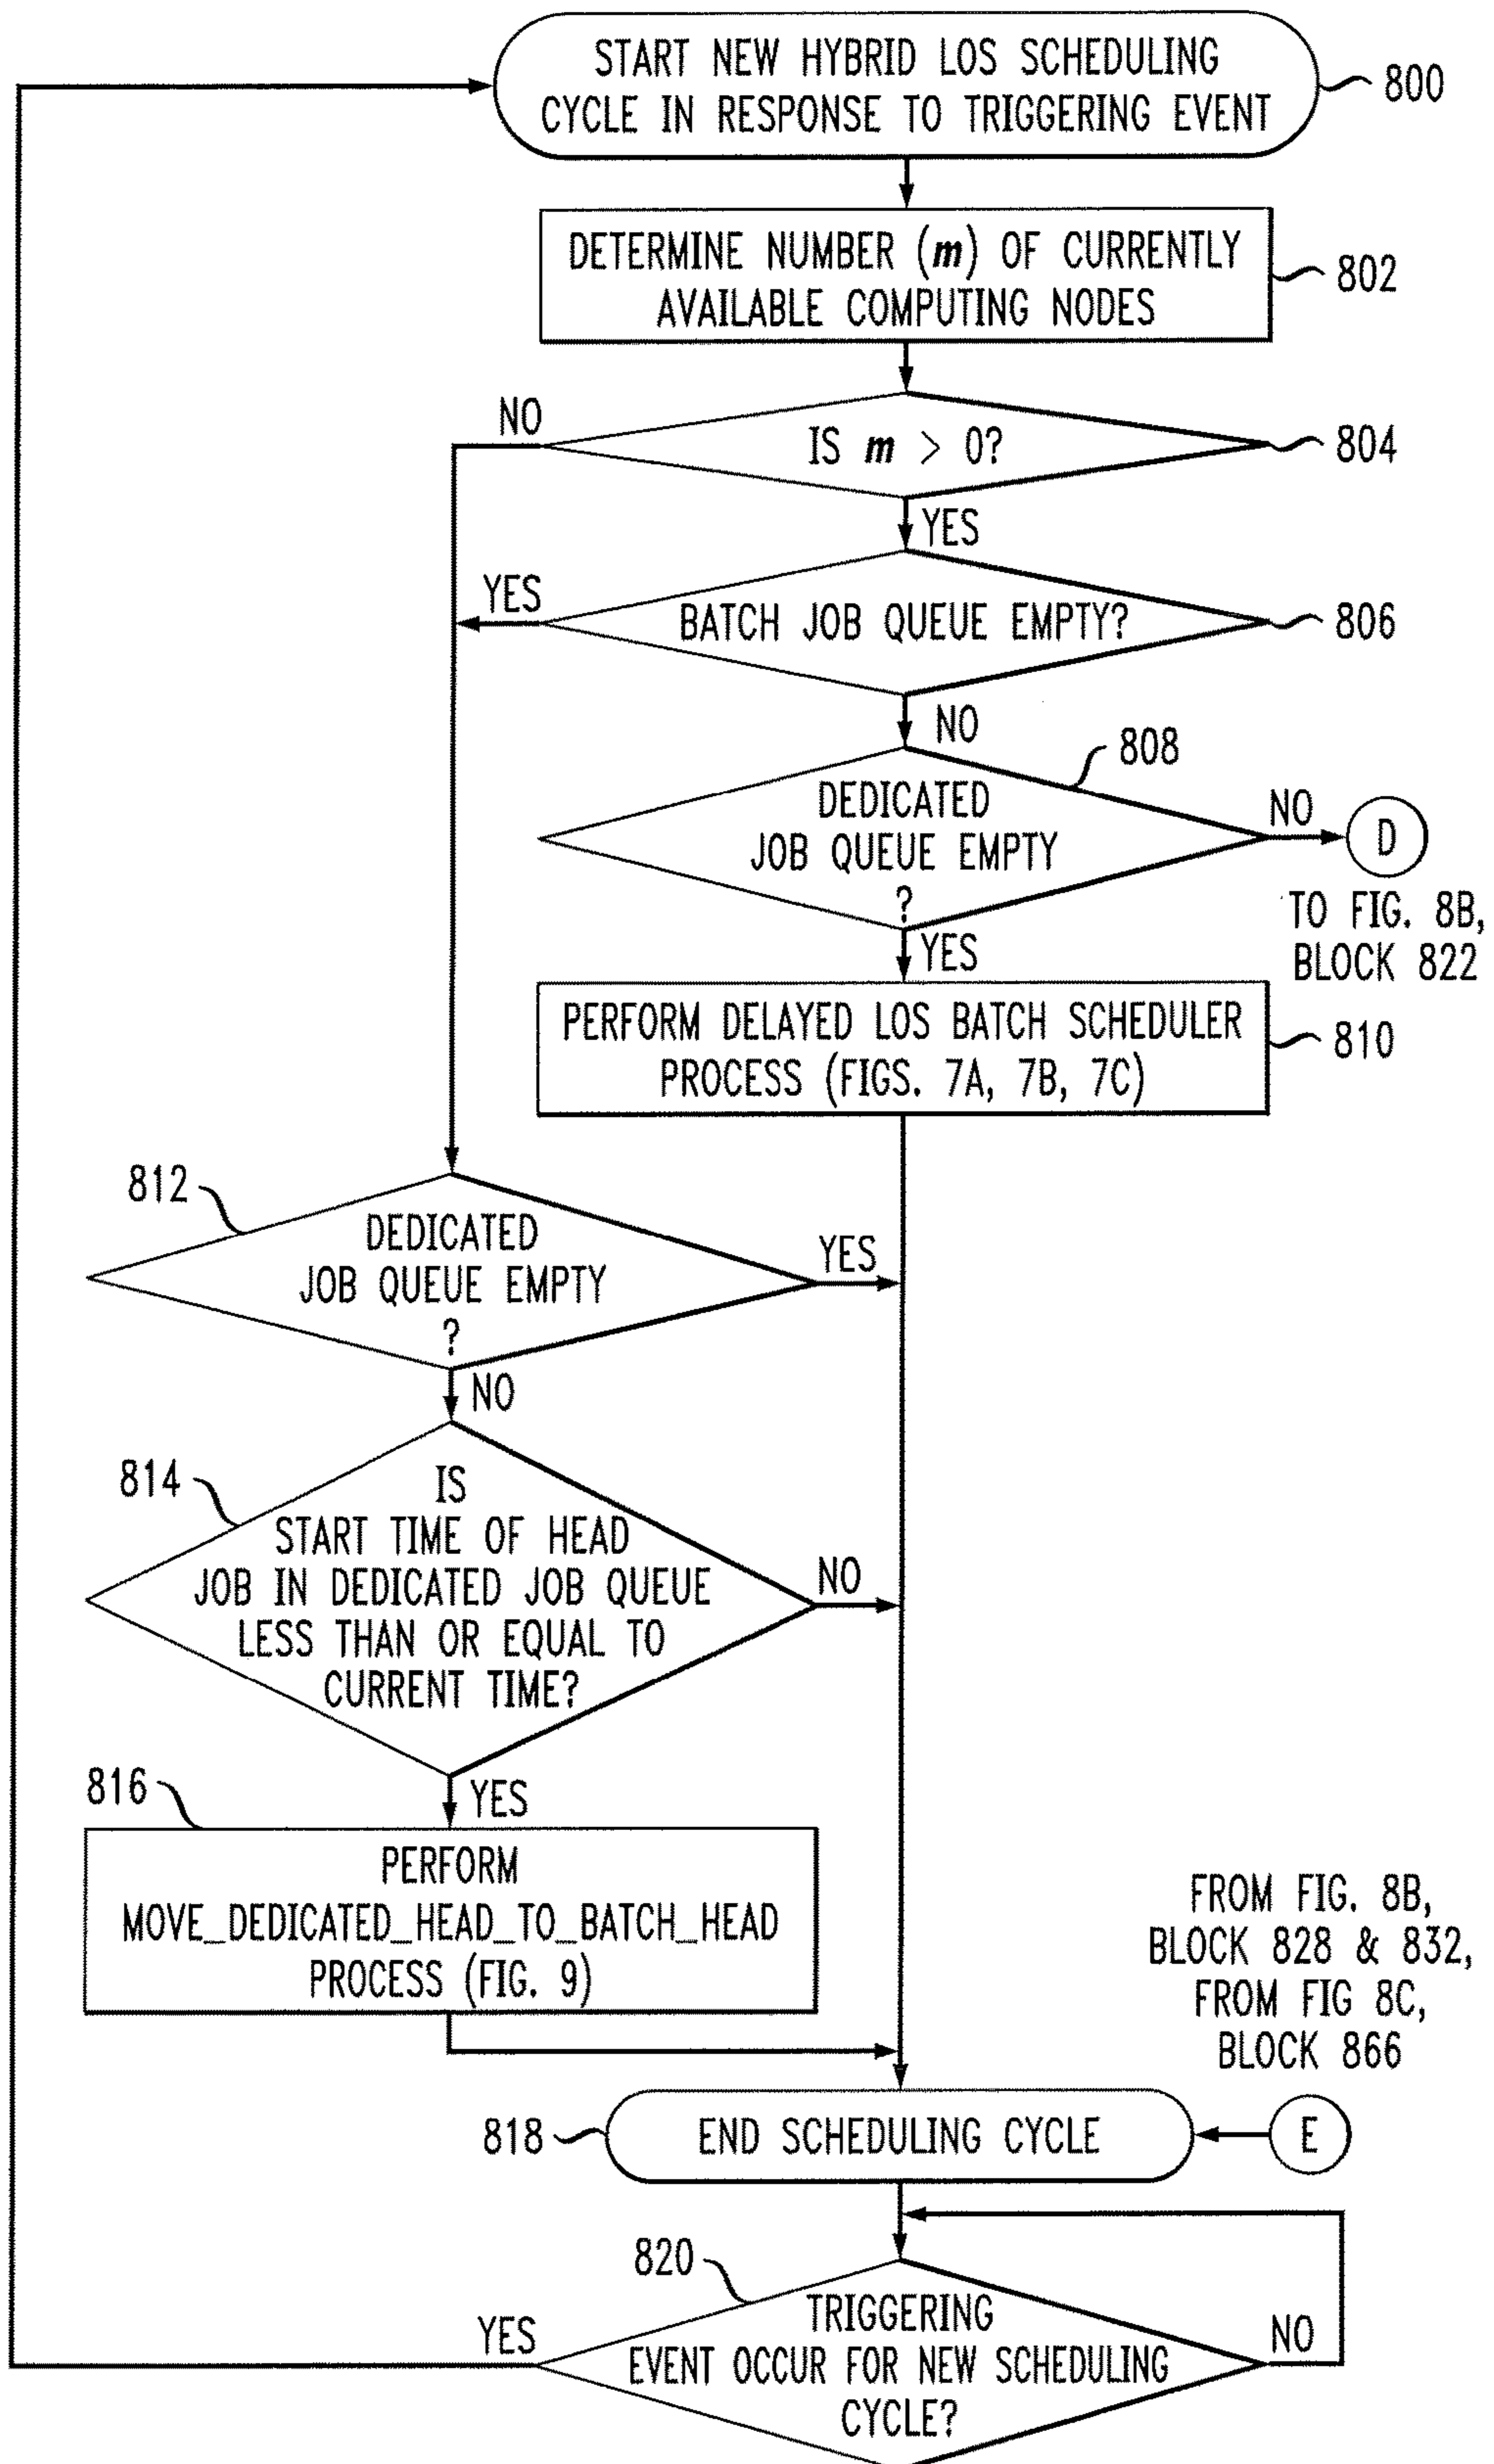 START NEW HYBRID LOS SCHEDULING
CYCLE IN RESPONSE TO TRIGGERING EVENT
800
DETERMINE NUMBER (m) OF CURRENTLY
AVAILABLE COMPUTING NODES
802
NO
IS m > 0?
804
YES
YES
BATCH JOB QUEUE EMPTY?
806
NO
808
DEDICATED
JOB QUEUE EMPTY
?
NO
D
TO FIG. 8B,
BLOCK 822
YES
PERFORM DELAYED LOS BATCH SCHEDULER
PROCESS (FIGS. 7A, 7B, 7C)
810
812
DEDICATED
JOB QUEUE EMPTY
?
YES
NO
814
IS
START TIME OF HEAD
JOB IN DEDICATED JOB QUEUE
LESS THAN OR EQUAL TO
CURRENT TIME?
NO
YES
816
PERFORM
MOVE_DEDICATED_HEAD_TO_BATCH_HEAD
PROCESS (FIG. 9)
FROM FIG. 8B,
BLOCK 828 & 832,
FROM FIG 8C,
BLOCK 866
818
END SCHEDULING CYCLE
E
820
TRIGGERING
EVENT OCCUR FOR NEW SCHEDULING
CYCLE?
YES
NO